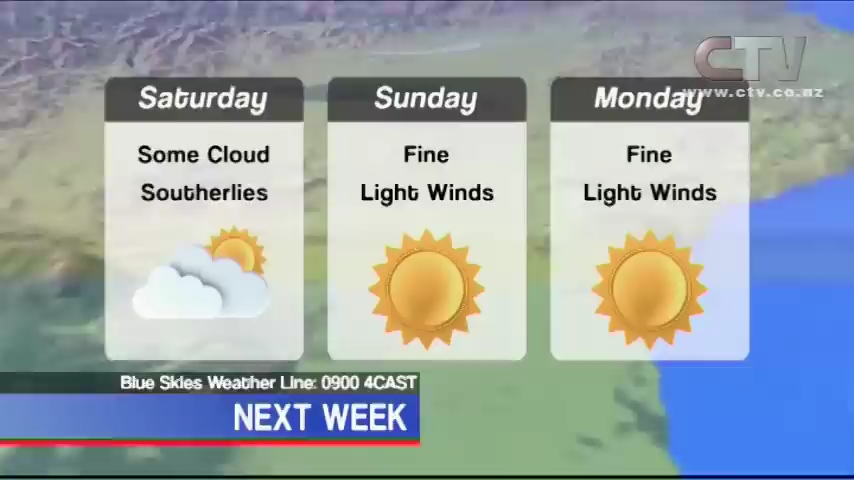 CTV
www.ctv.co.nz
Saturday
Some Cloud
Southerlies
Sunday
Fine
Light Winds
Monday
Fine
Light Winds
Blue Skies Weather Line: 0900 4CAST
NEXT WEEK